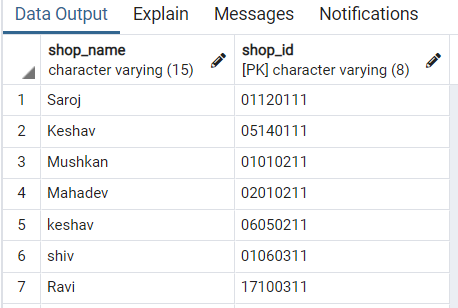 Data Output Explain Messages Notifications
shop_name shop_id
character varying (15) [PK] character varying (8)
1 Saroj 01120111
2 Keshav 05140111
3 Mushkan 01010211
4 Mahadev 02010211
5 keshav 06050211
6 shiv 01060311
7 Ravi 17100311